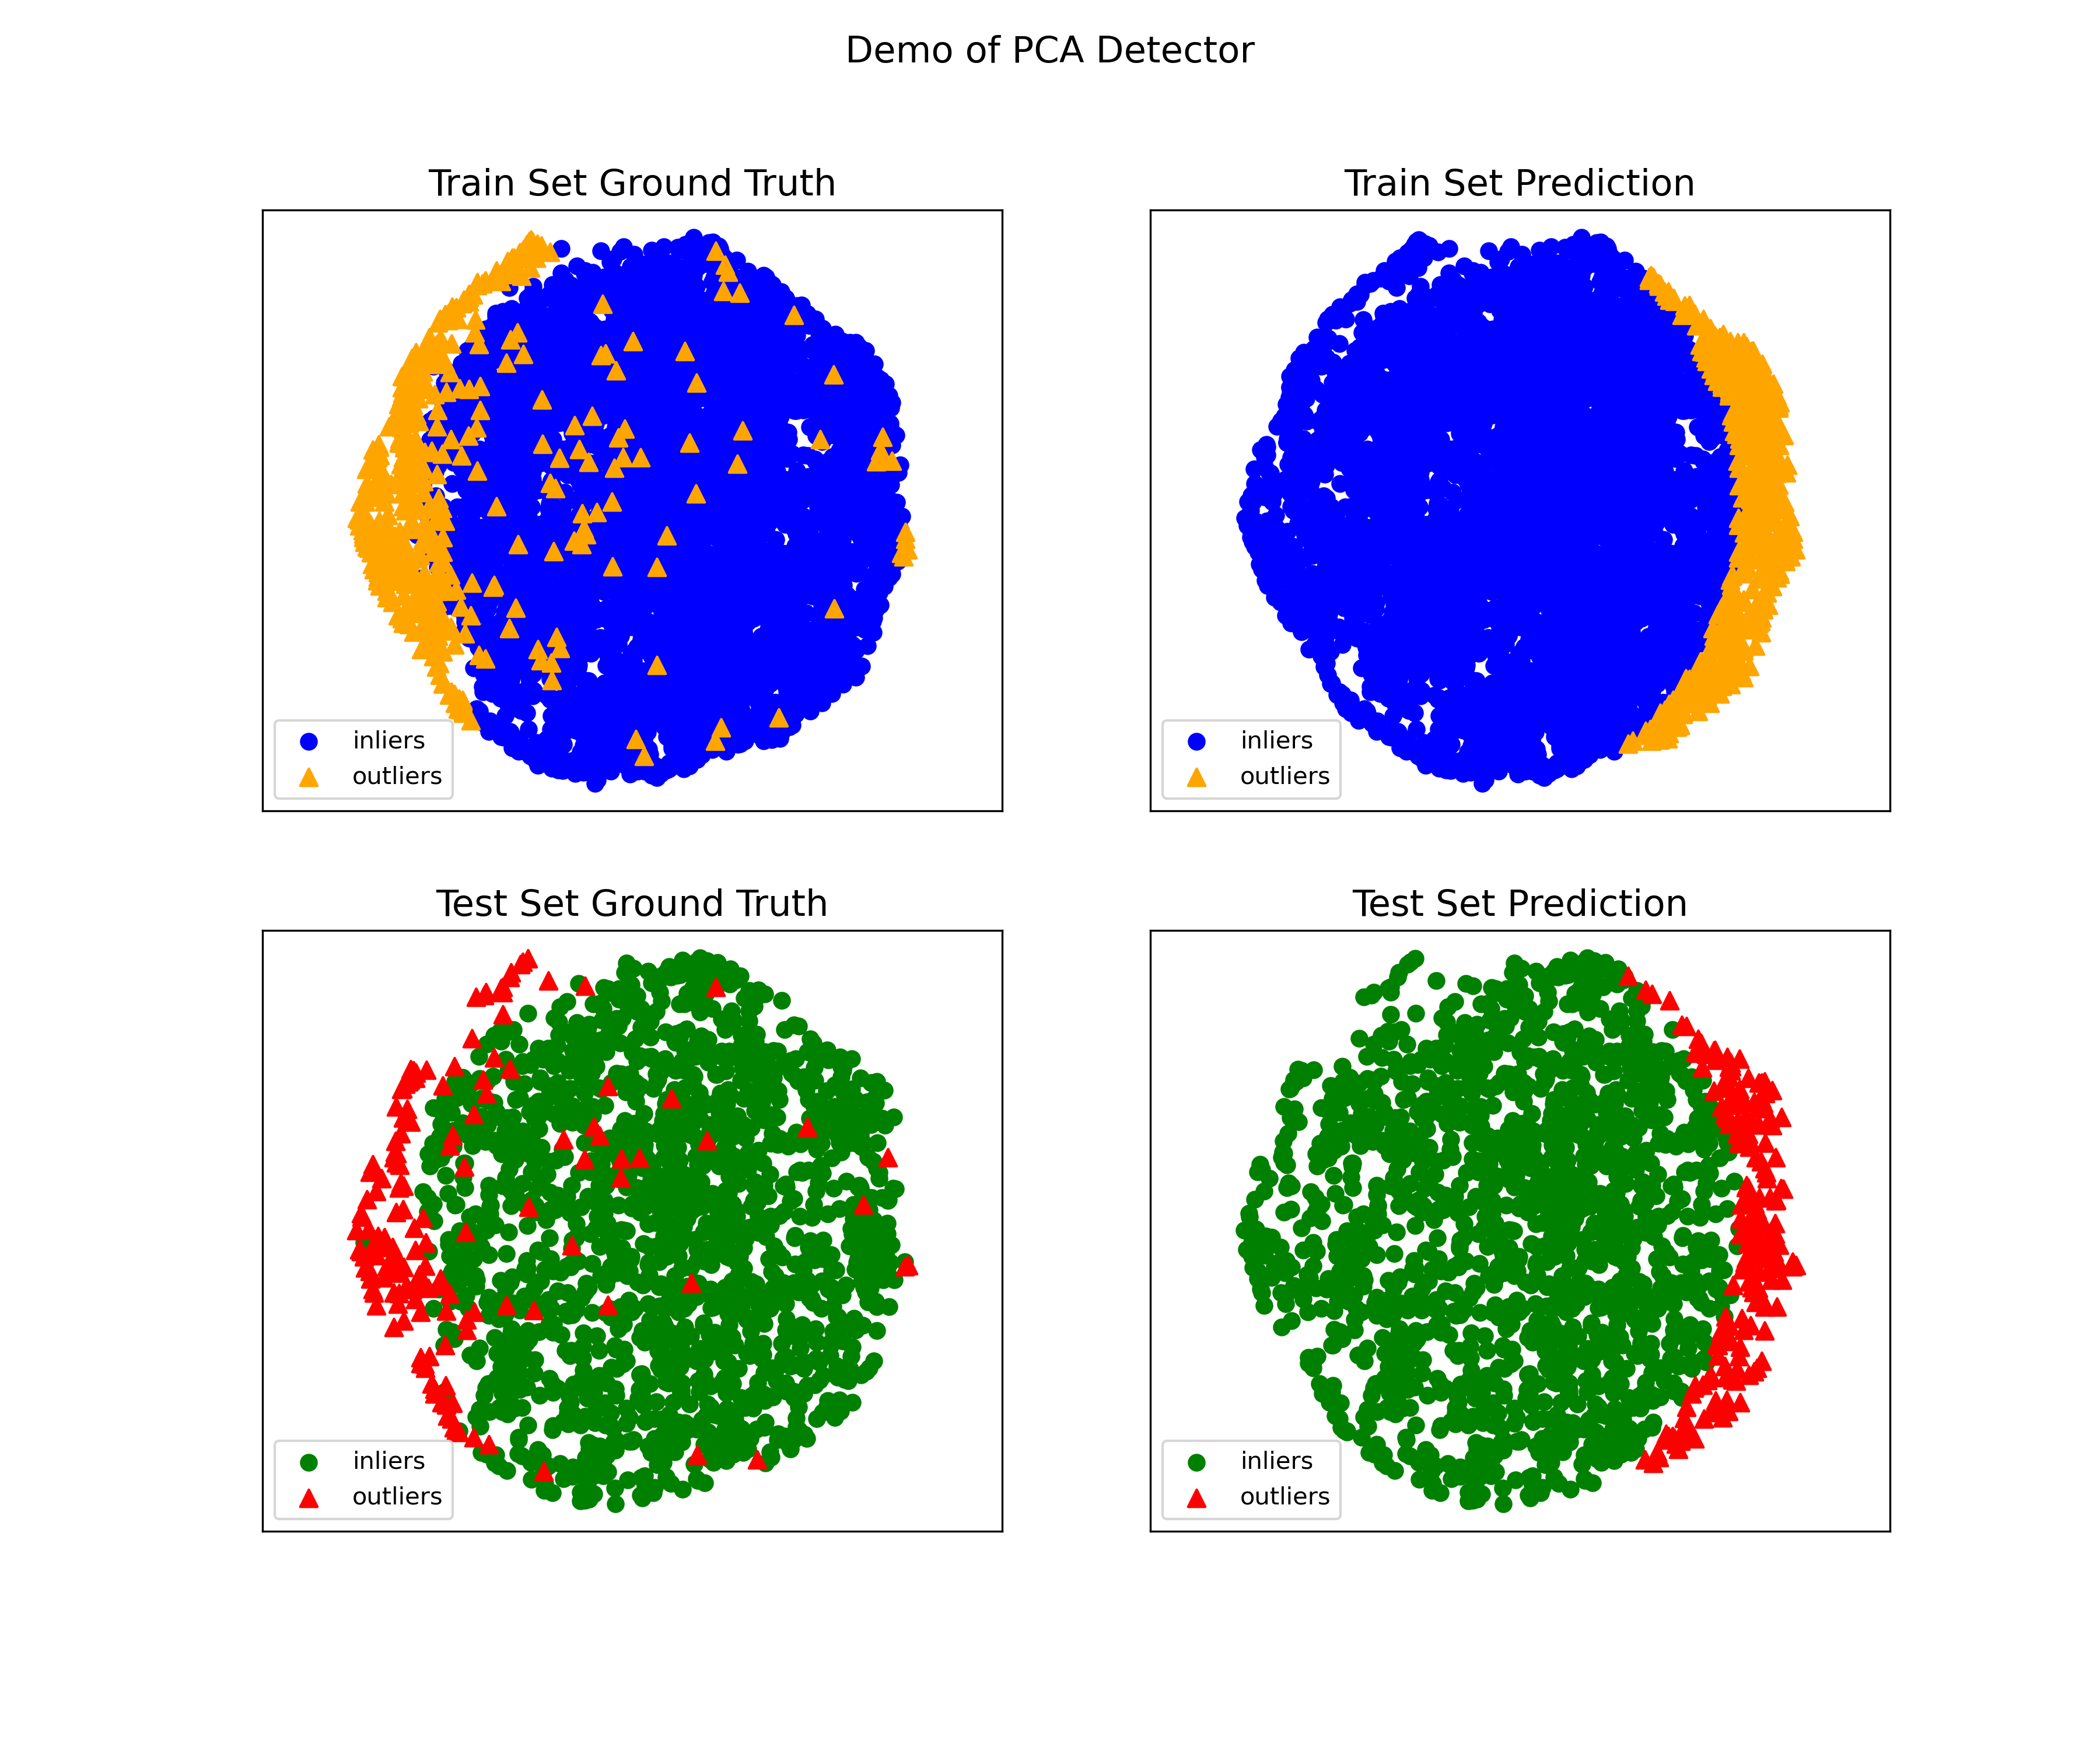 Demo of PCA Detector
Train Set Ground Truth
Train Set Prediction
inliers
outliers
inliers
outliers
Test Set Ground Truth
Test Set Prediction
inliers
outliers
inliers
outliers